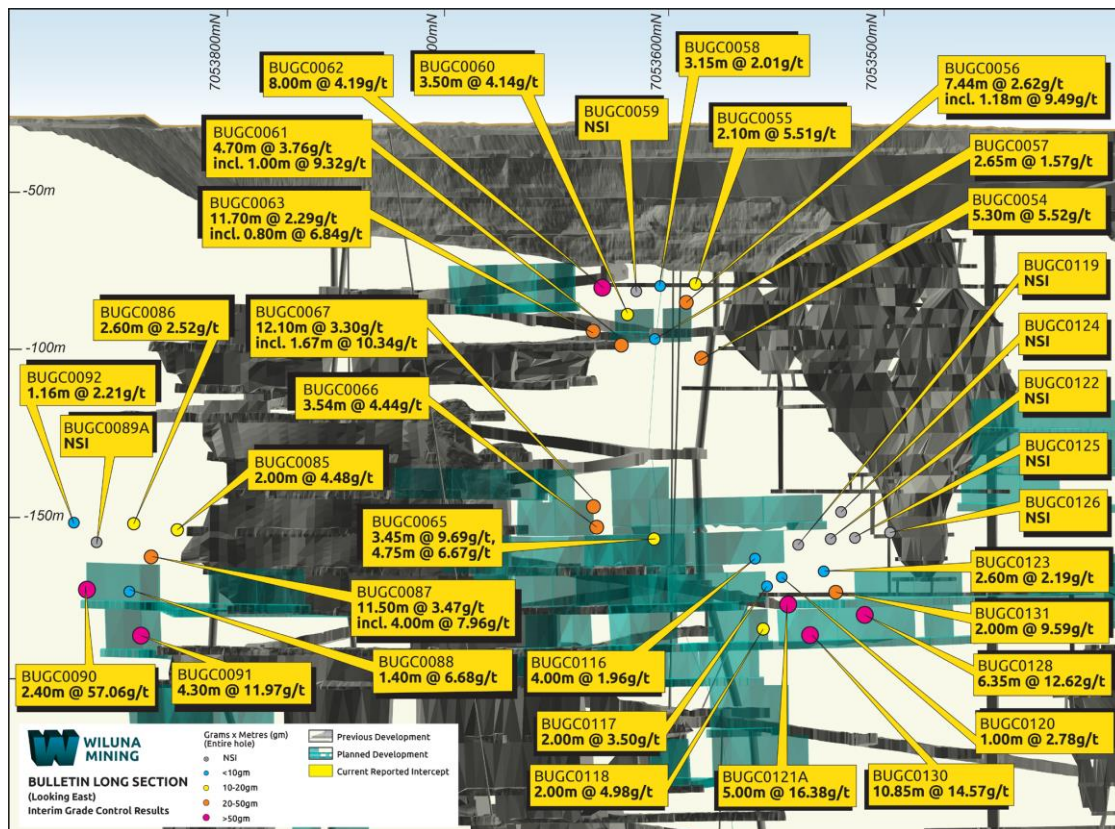 7053800mN
7053600mN
7053500mN
-50m
-100m
-150m
BUGC0062
8.00m @ 4.19g/t
BUGC0060
3.50m @ 4.14g/t
BUGC0059
NSI
BUGC0058
3.15m @ 2.01g/t
BUGC0055
2.10m @ 5.51g/t
BUGC0056
7.44m @ 2.62g/t
incl. 1.18m @ 9.49g/t
BUGC0061
4.70m @ 3.76g/t
incl. 1.00m @ 9.32g/t
BUGC0057
2.65m @ 1.57g/t
BUGC0063
11.70m @ 2.29g/t
incl. 0.80m @ 6.84g/t
BUGC0054
5.30m @ 5.52g/t
BUGC0119
NSI
BUGC0086
2.60m @ 2.52g/t
BUGC0067
12.10m @ 3.30g/t
incl. 1.67m @ 10.34g/t
BUGC0124
NSI
BUGC0092
1.16m @ 2.21g/t
BUGC0066
3.54m @ 4.44g/t
BUGC0122
NSI
BUGC0089A
NSI
BUGC0085
2.00m @ 4.48g/t
BUGC0125
NSI
BUGC0065
3.45m @ 9.69g/t,
4.75m @ 6.67g/t
BUGC0126
NSI
BUGC0087
11.50m @ 3.47g/t
incl. 4.00m @ 7.96g/t
BUGC0123
2.60m @ 2.19g/t
BUGC0131
2.00m @ 9.59g/t
BUGC0090
2.40m @ 57.06g/t
BUGC0091
4.30m @ 11.97g/t
BUGC0088
1.40m @ 6.68g/t
BUGC0116
4.00m @ 1.96g/t
BUGC0128
6.35m @ 12.62g/t
BUGC0117
2.00m @ 3.50g/t
BUGC0120
1.00m @ 2.78g/t
BUGC0118
2.00m @ 4.98g/t
BUGC0121A
5.00m @ 16.38g/t
BUGC0130
10.85m @ 14.57g/t
WILUNA
MINING
BULLETIN LONG SECTION
(Looking East)
Interim Grade Control Results
Grams x Metres (gm)
(Entire hole)
NSI
<10gm
10-20gm
20-50gm
>50gm
Previous Development
Planned Development
Current Reported Intercept